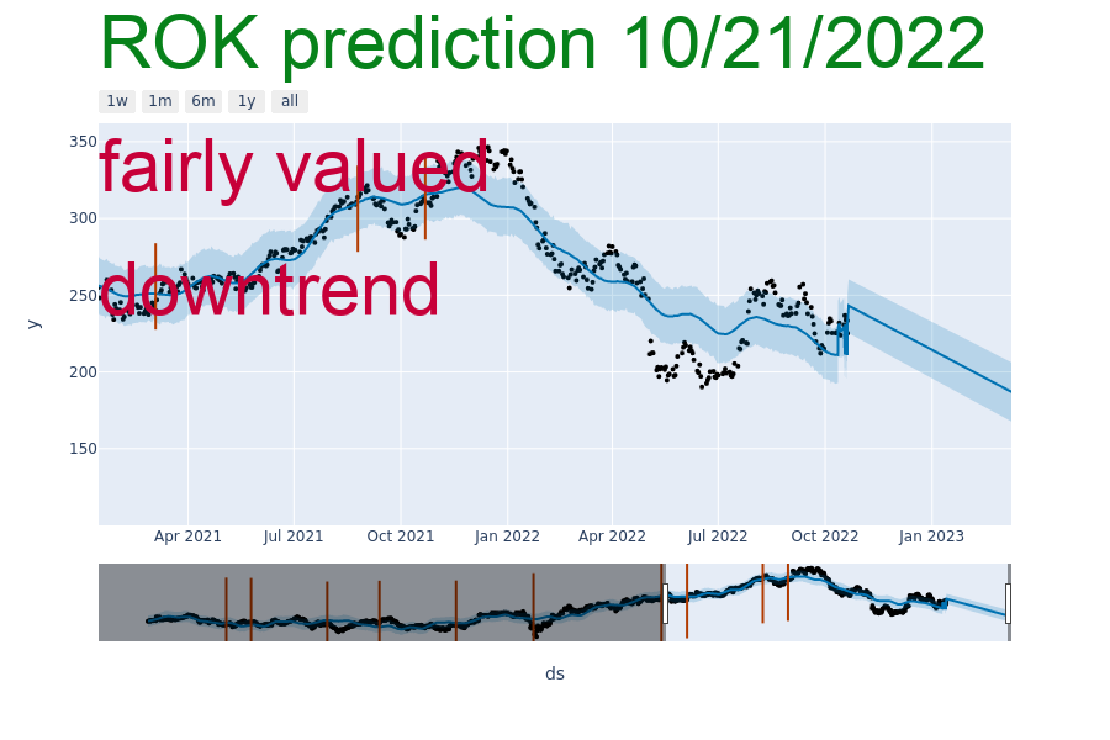 ROK prediction 10/21/2022
1w 1m 6m 1y all
fairly valued
downtrend
350
300
250
200
150
y
Apr 2021 Jul 2021 Oct 2021 Jan 2022 Apr 2022 Jul 2022 Oct 2022 Jan 2023
ds